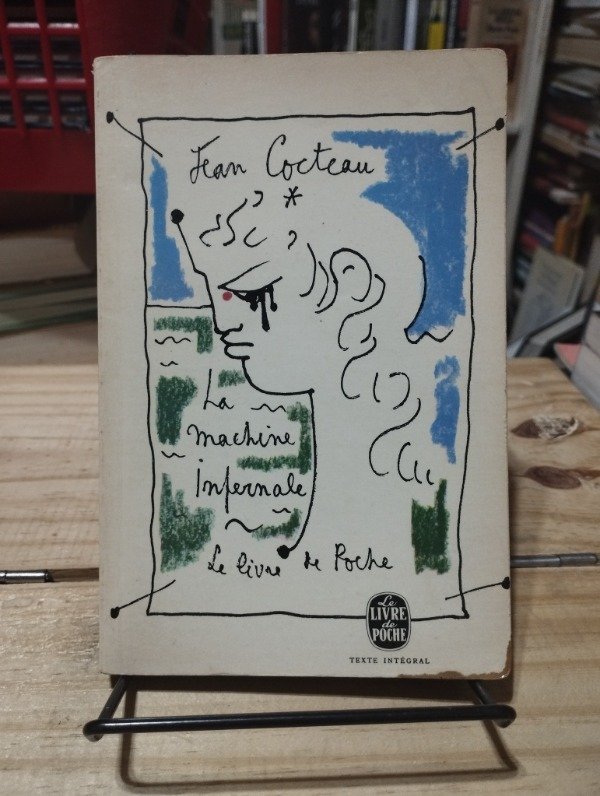 Jean Cocteau
*
La
machine
infernale
Le livre de Poche
Le
LIVRE
de
POCHE
TEXTE INTÉGRAL